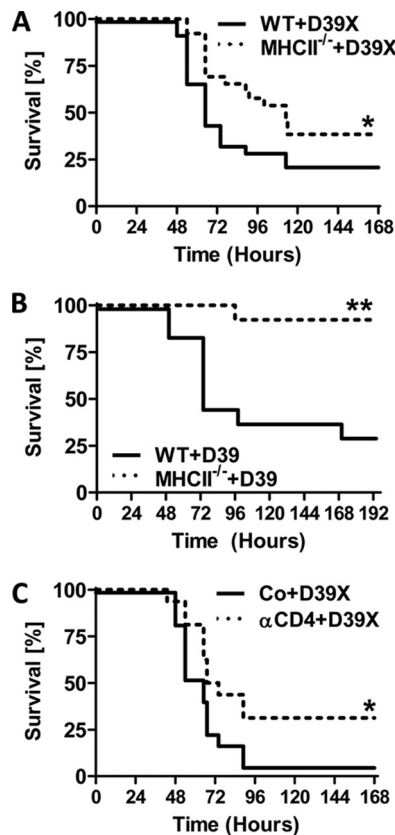 A
WT+D39X
MHCII-/-+D39X
Survival [%]
100
75
50
25
0
*
0 24 48 72 96 120 144 168
Time (Hours)
B
Survival [%]
100
75
50
25
0
**
WT+D39
MHCII-/-+D39
0 24 48 72 96 120 144 168 192
Time (Hours)
C
Co+D39X
αCD4+D39X
Survival [%]
100
75
50
25
0
*
0 24 48 72 96 120 144 168
Time (Hours)